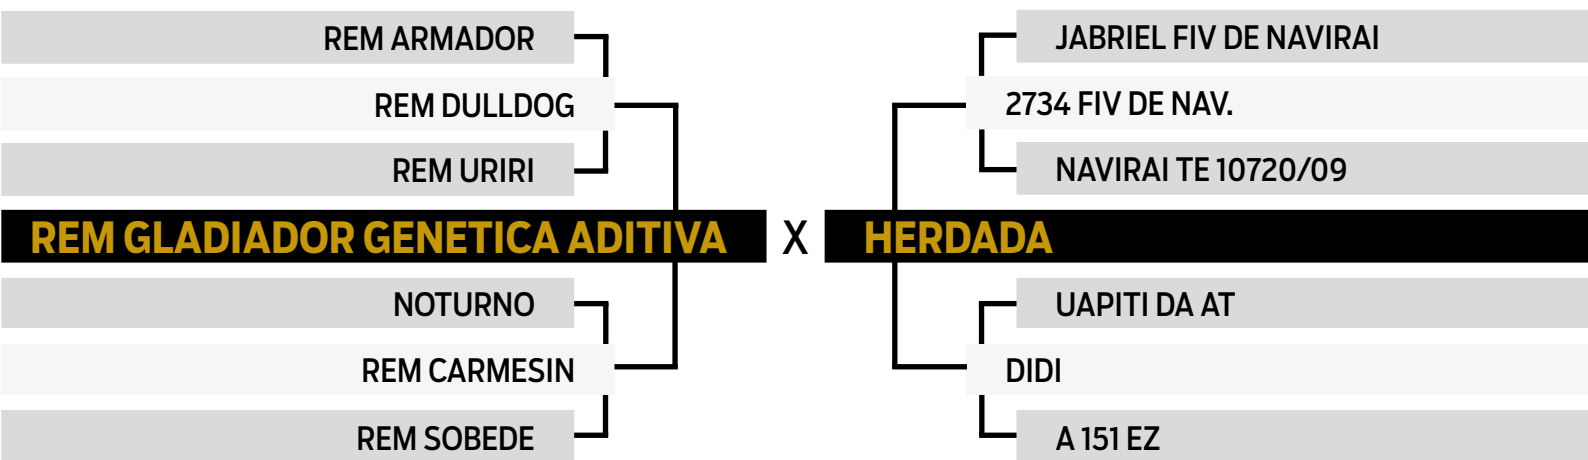 REM ARMADOR
JABRIEL FIV DE NAVIRAI
REM DULLDOG
2734 FIV DE NAV.
REM URIRI
NAVIRAI TE 10720/09
REM GLADIADOR GENETICA ADITIVA X HERDADA
NOTURNO
UAPITI DA AT
REM CARMESIN
DIDI
REM SOBEDE
A 151 EZ